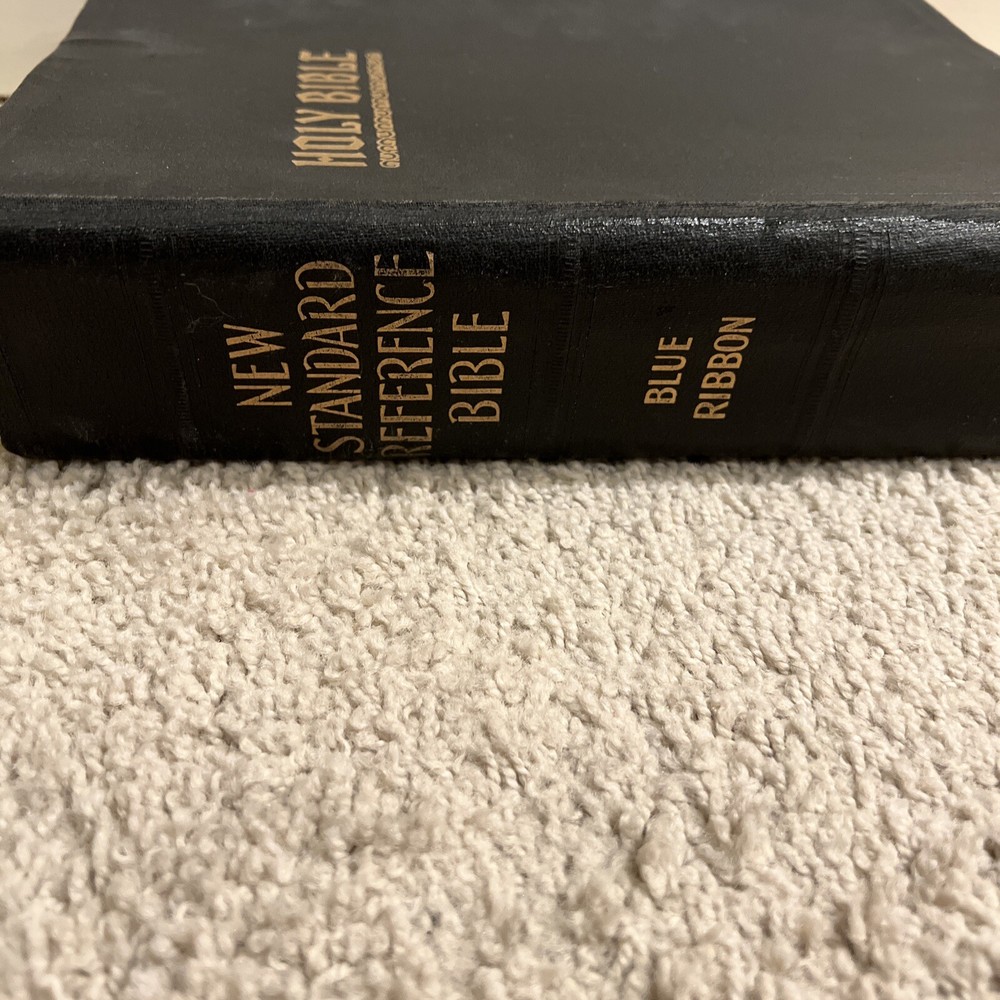 HOLY BIBLE
NEW
STANDARD
REFERENCE
BIBLE
BLUE
RIBBON